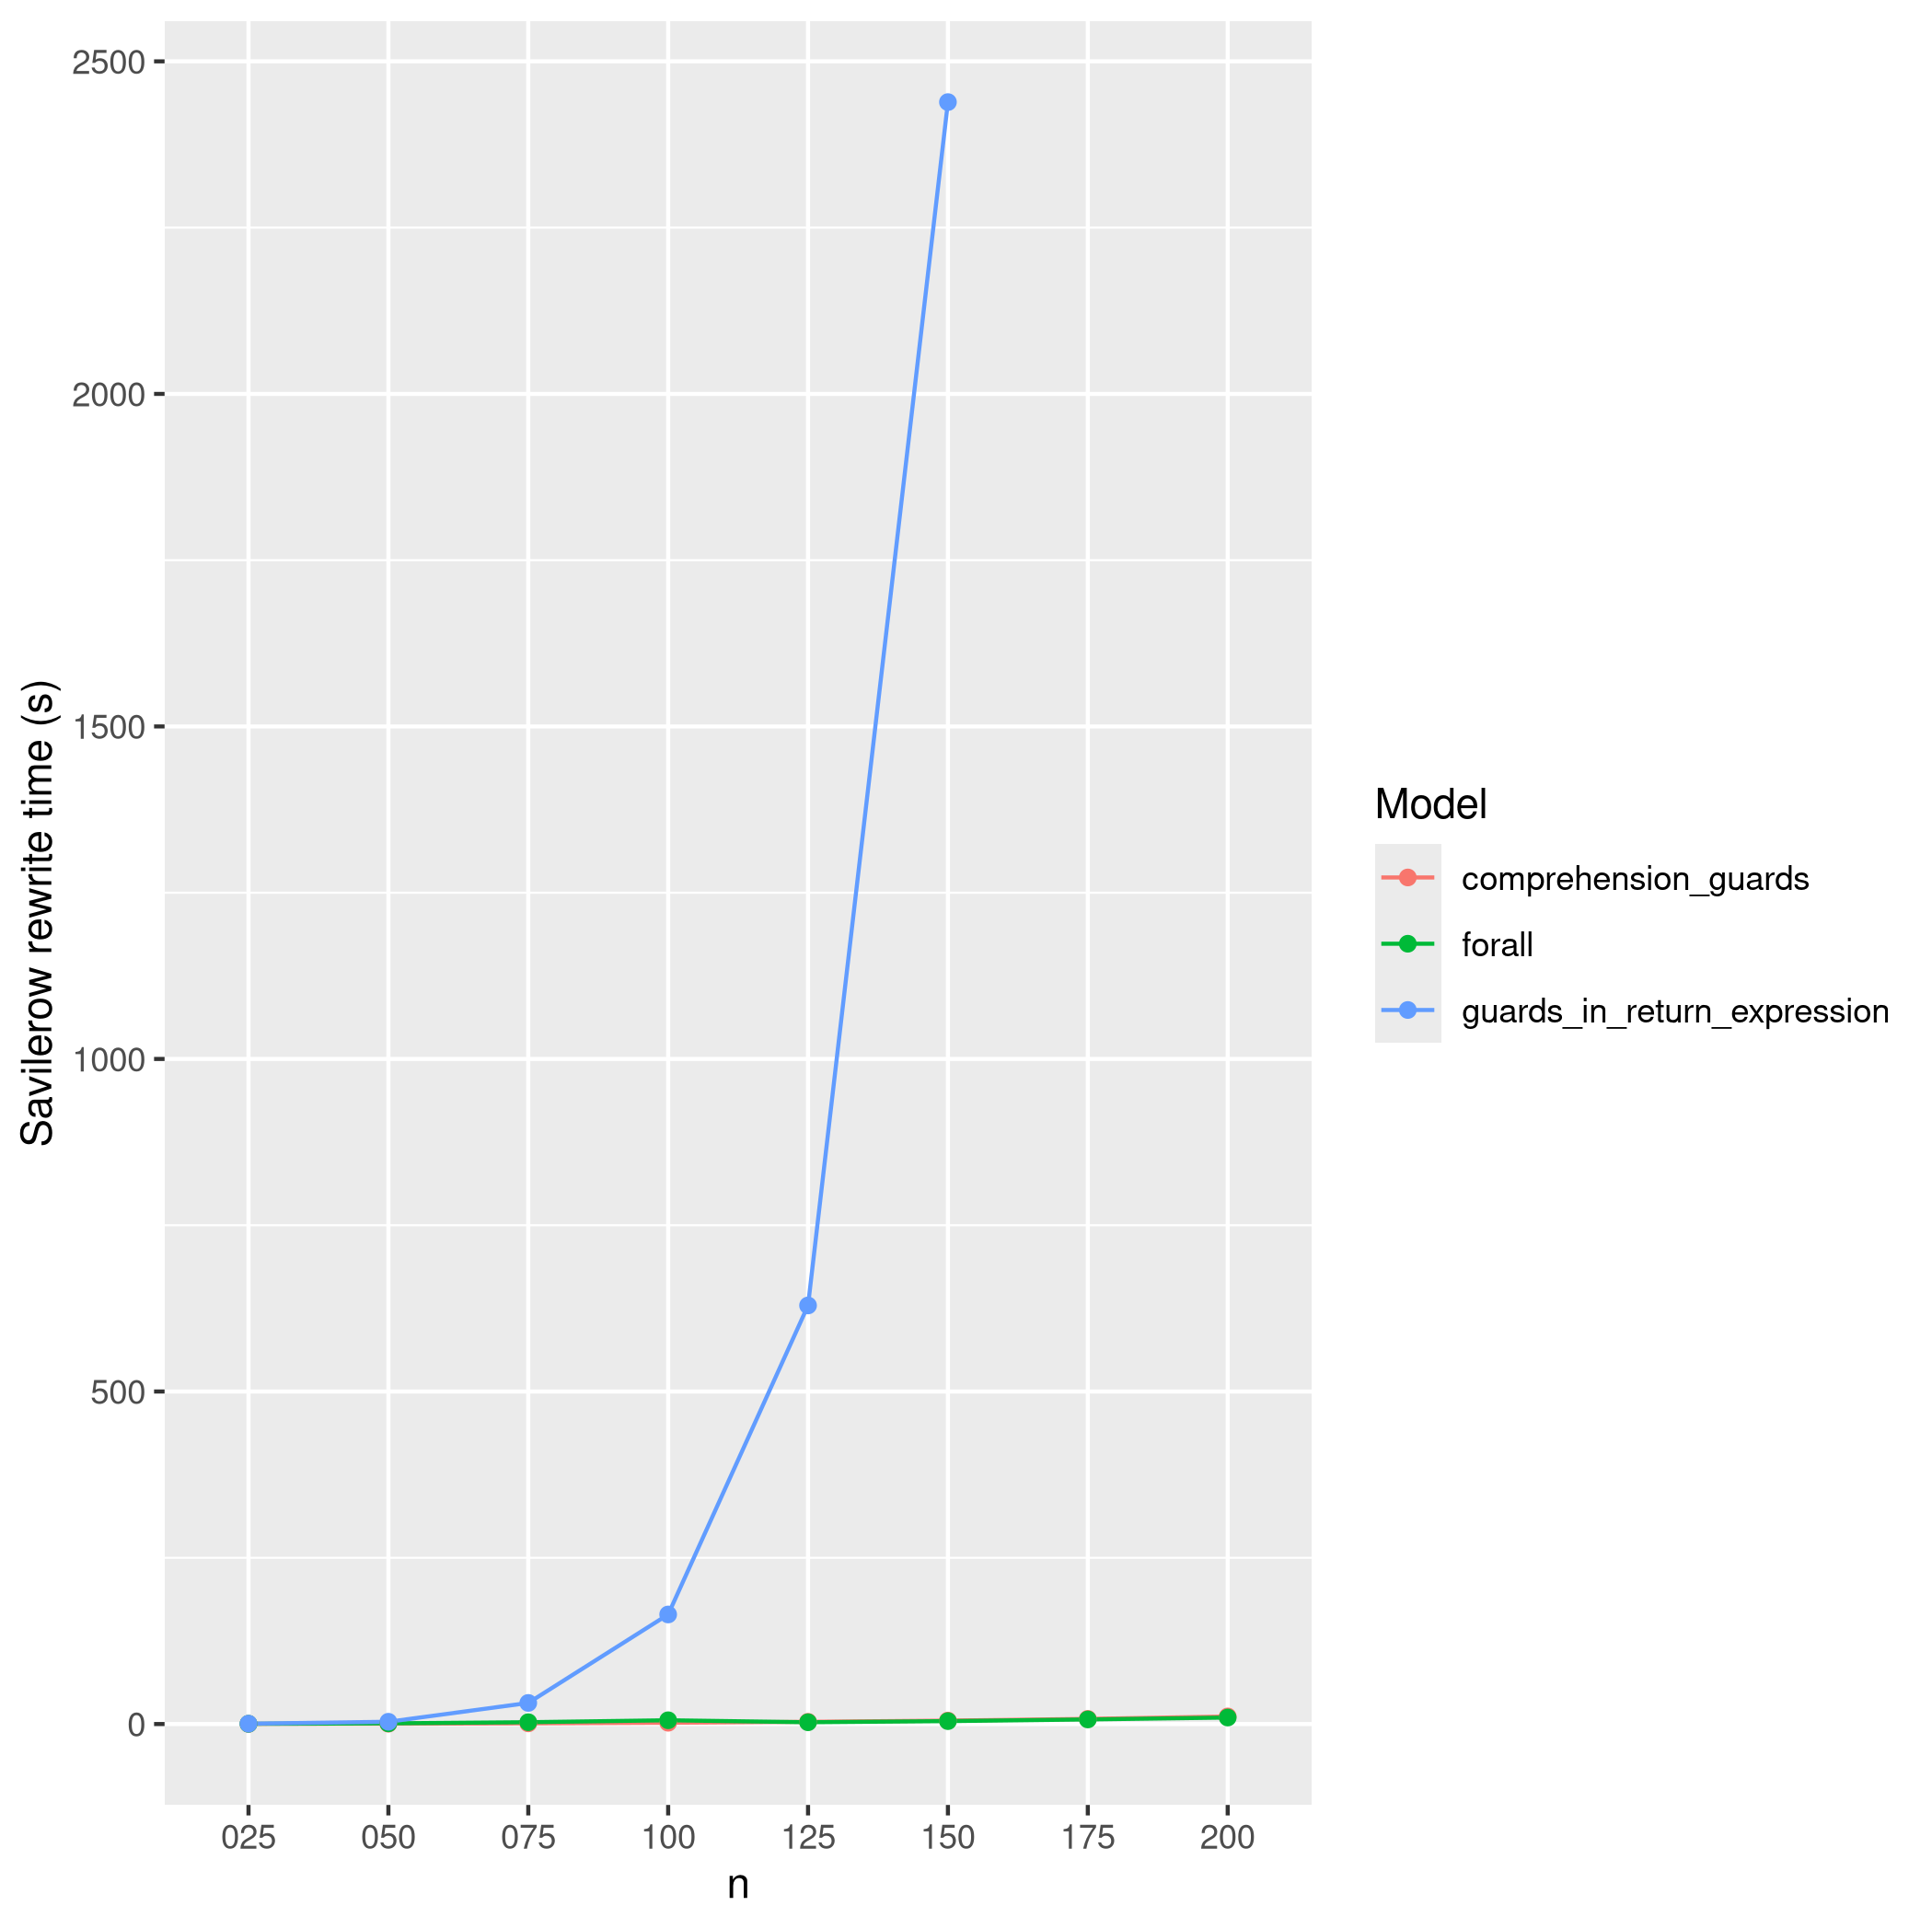 2500
2000
1500
1000
500
0
Savilerow rewrite time (s)
025 050 075 100 125 150 175 200
n
Model
comprehension_guards
forall
guards_in_return_expression